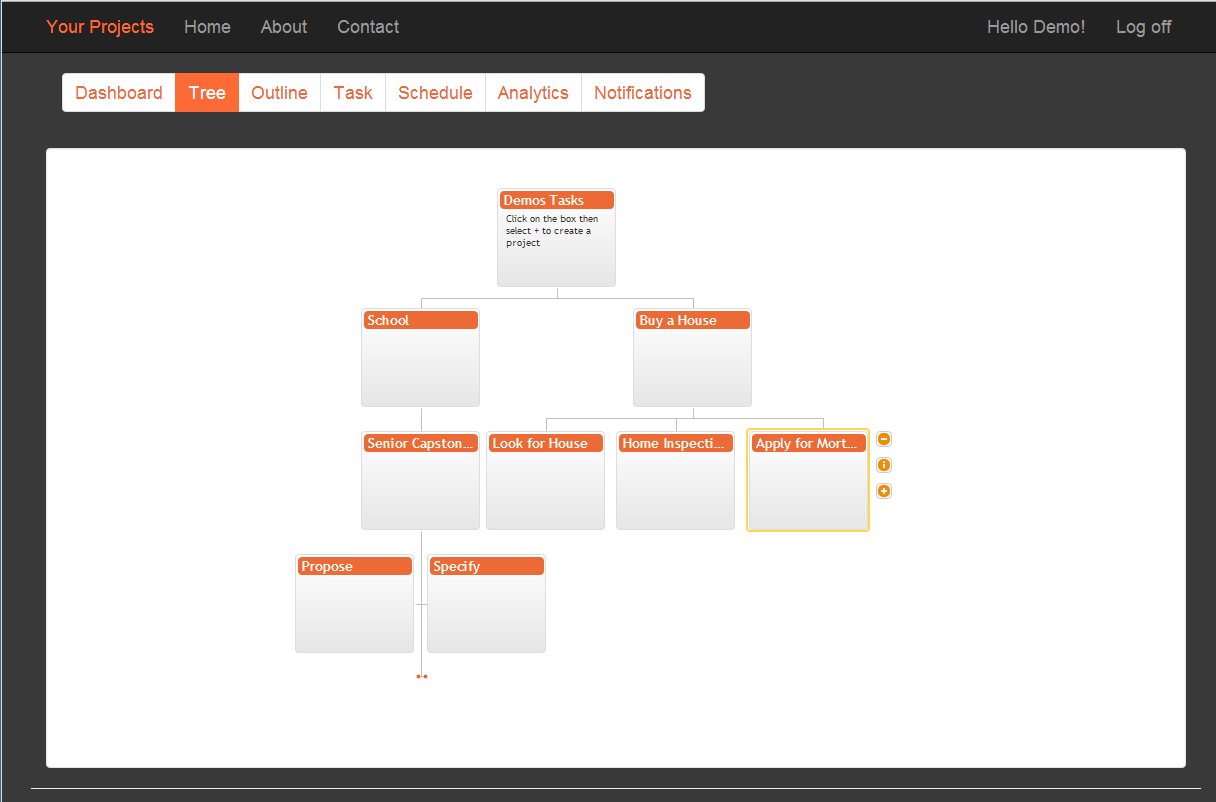 Your Projects Home About Contact Hello Demo! Log off
Dashboard Tree Outline Task Schedule Analytics Notifications
Demos Tasks
Click on the box then
select + to create a
project
School Buy a House
Senior Capston... Look for House Home Inspecti... Apply for Mort...
Propose Specify